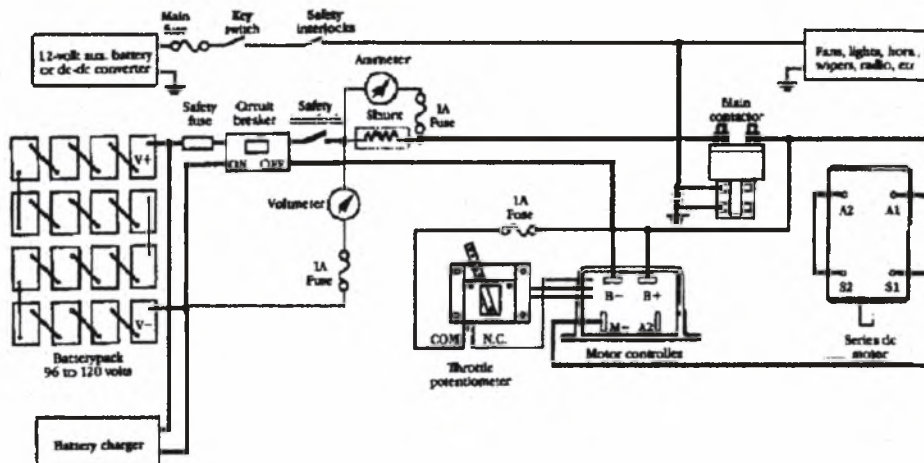 Main
fuse
Key
switch
Safety
interlocks
12-volt aux. battery
or dc-dc converter
Ammeter
Fans, lights, horn,
wipers, radio, etc
Safety
fuse
Circuit
breaker
Safety
Shunt
1A
Fuse
Main
contactor
V+
ON OFF
Voltmeter
1A
Fuse
1A
Fuse
A2 A1
B- B+
S2 S1
V-
COM N.C.
M- A2
Series dc
motor
Motor controller
Batterypack
96 to 120 volts
Throttle
potentiometer
Battery charger